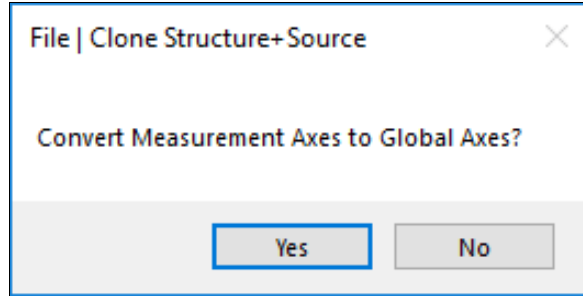 File | Clone Structure+Source
Convert Measurement Axes to Global Axes?
Yes No